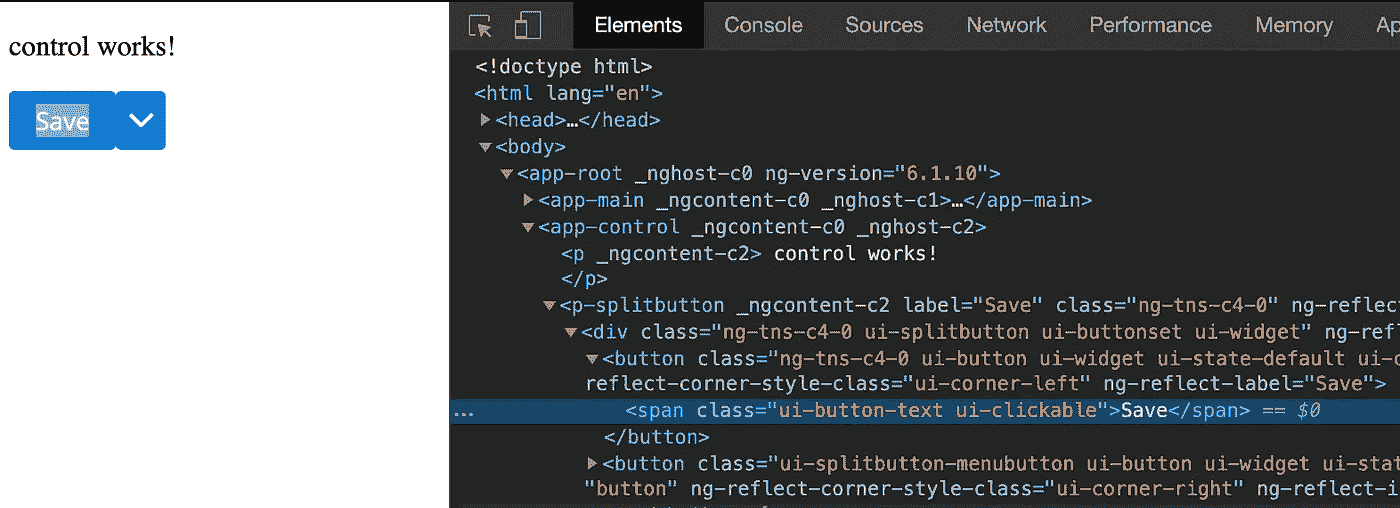 control works!
Save
Elements Console Sources Network Performance Memory Ap
<!doctype html>
<html lang="en">
<head>…</head>
<body>
<app-root _nghost-c0 ng-version="6.1.10">
<app-main _ngcontent-c0 _nghost-c1>…</app-main>
<app-control _ngcontent-c0 _nghost-c2>
<p _ngcontent-c2> control works!
</p>
<p-splitbutton _ngcontent-c2 label="Save" class="ng-tns-c4-0" ng-reflect
<div class="ng-tns-c4-0 ui-splitbutton ui-buttonset ui-widget" ng-refl
<button class="ng-tns-c4-0 ui-button ui-widget ui-state-default ui-c
reflect-corner-style-class="ui-corner-left" ng-reflect-label="Save">
… <span class="ui-button-text ui-clickable">Save</span> == $0
</button>
<button class="ui-splitbutton-menubutton ui-button ui-widget ui-stat
"button" ng-reflect-corner-style-class="ui-corner-right" ng-reflect-i